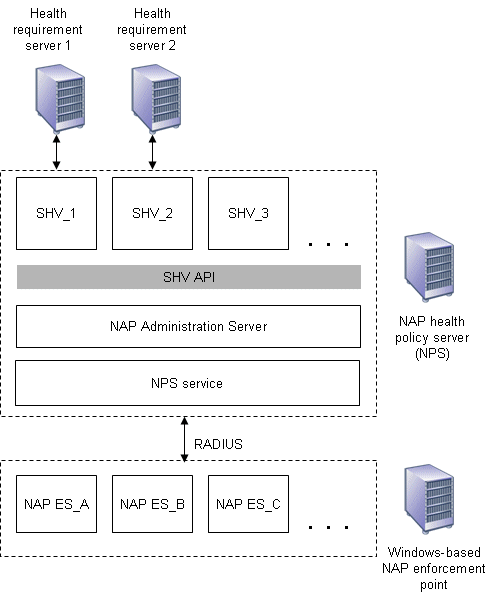 Health
requirement
server 1
Health
requirement
server 2
SHV_1
SHV_2
SHV_3
. . .
SHV API
NAP Administration Server
NPS service
NAP health
policy server
(NPS)
RADIUS
NAP ES_A
NAP ES_B
NAP ES_C
. . .
Windows-based
NAP enforcement
point